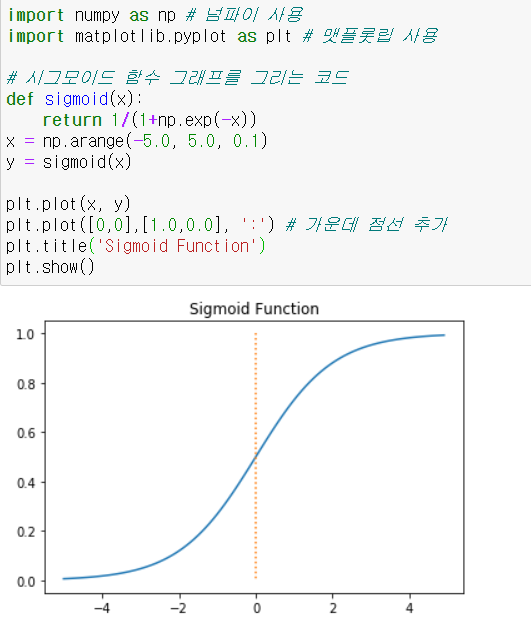 import numpy as np # 넘파이 사용
import matplotlib.pyplot as plt # 맷플롯립 사용
# 시그모이드 함수 그래프를 그리는 코드
def sigmoid(x):
    return 1/(1+np.exp(-x))
x = np.arange(-5.0, 5.0, 0.1)
y = sigmoid(x)
plt.plot(x, y)
plt.plot([0,0],[1.0,0.0], ':') # 가운데 점선 추가
plt.title('Sigmoid Function')
plt.show()
Sigmoid Function
1.0
0.8
0.6
0.4
0.2
0.0
−4 −2 0 2 4